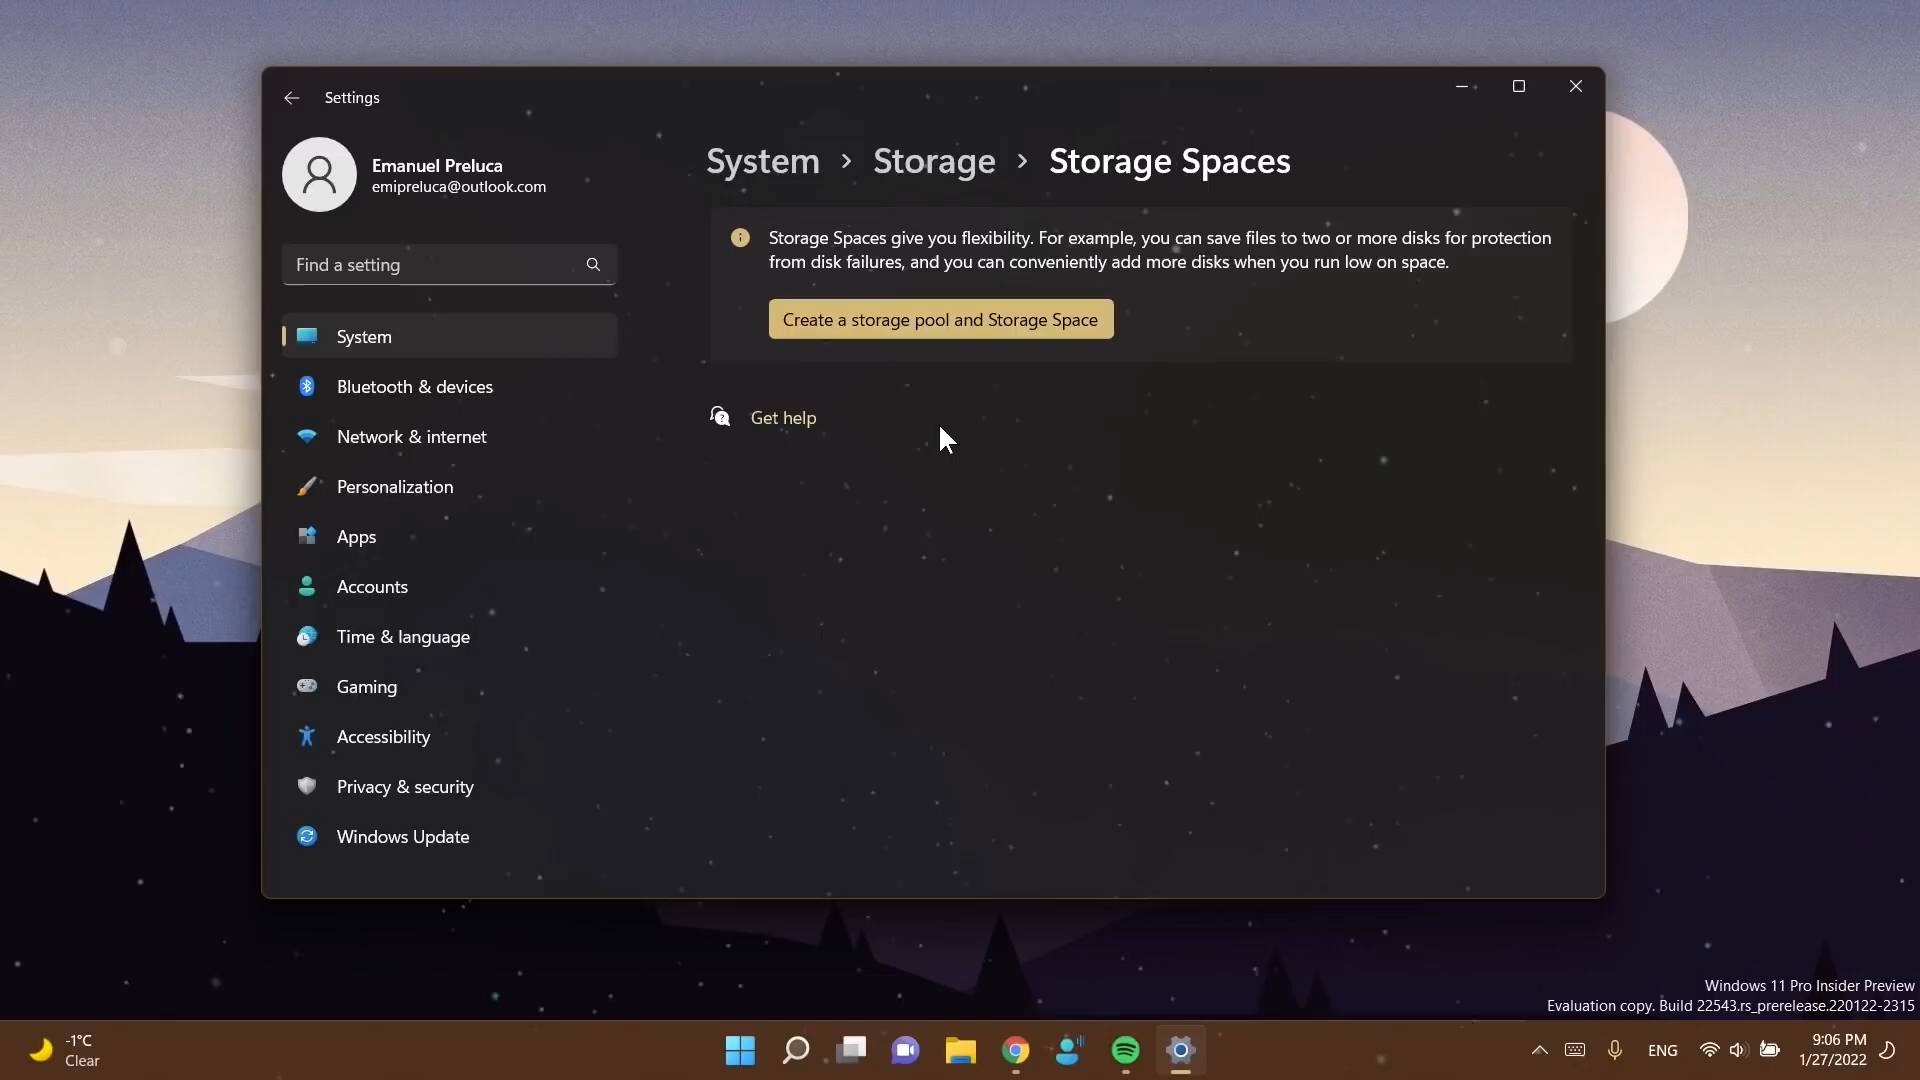 Settings
Emanuel Preluca
emipreluca@outlook.com
Find a setting
System
Bluetooth & devices
Network & internet
Personalization
Apps
Accounts
Time & language
Gaming
Accessibility
Privacy & security
Windows Update
System > Storage > Storage Spaces
Storage Spaces give you flexibility. For example, you can save files to two or more disks for protection
from disk failures, and you can conveniently add more disks when you run low on space.
Create a storage pool and Storage Space
Get help
Windows 11 Pro Insider Preview
Evaluation copy. Build 22543.rs_prerelease.220122-2315
-1°C
Clear
ENG
9:06 PM
1/27/2022